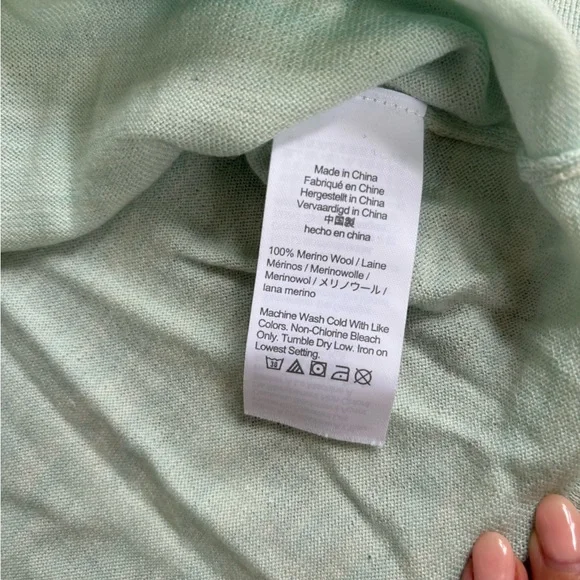 Made in China
Fabriqué en Chine
Hergestellt in China
Vervaardigd in China
中国製
hecho en china
100% Merino Wool / Laine
Mérinos / Merinowolle /
Merinowol / メリノウール /
lana merino
Machine Wash Cold With Like
Colors. Non-Chlorine Bleach
Only. Tumble Dry Low. Iron on
Lowest Setting.
30